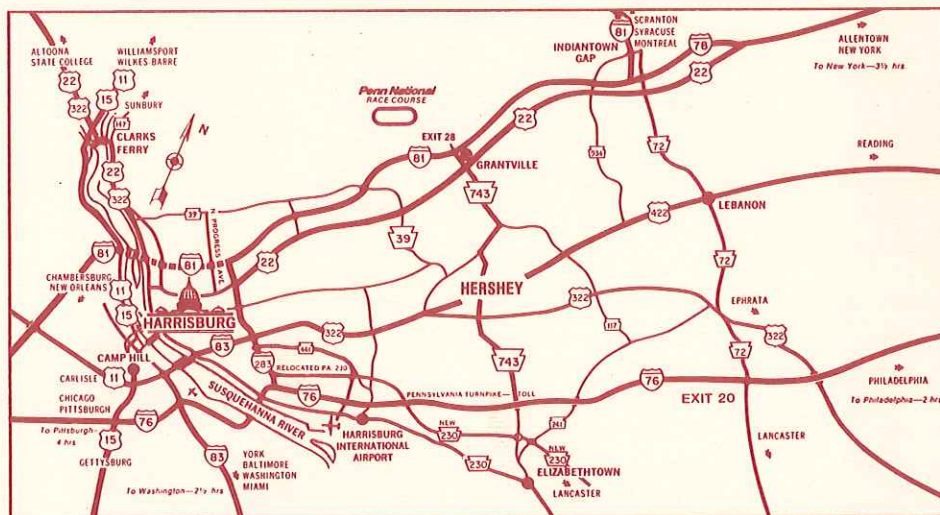 ALTOONA
STATE COLLEGE
WILLIAMSPORT
WILKES-BARRE
11
22
15
322
SUNBURY
147
CLARKS
FERRY
22
322
N
Penn National
RACE COURSE
INDIANTOWN
GAP
81
SCRANTON
SYRACUSE
MONTREAL
78
22
ALLENTOWN
NEW YORK
To New York—3½ hrs.
EXIT 28
81
22
GRANTVILLE
743
934
72
READING
LEBANON
422
39
N. PROGRESS AVE.
39
81
81
22
CHAMBERSBURG
NEW ORLEANS
11
15
HARRISBURG
HERSHEY
72
322
EPHRATA
322
83
322
441
117
743
72
CAMP HILL
CARLISLE
11
283
RELOCATED PA. 230
76
PENNSYLVANIA TURNPIKE—TOLL
76
EXIT 20
PHILADELPHIA
To Philadelphia—2 hrs
CHICAGO
PITTSBURGH
76
To Pittsburgh—
4 hrs
SUSQUEHANNA RIVER
15
GETTYSBURG
83
YORK
BALTIMORE
WASHINGTON
MIAMI
To Washington—2½ hrs
HARRISBURG
INTERNATIONAL
AIRPORT
NEW
230
230
241
NEW
230
ELIZABETHTOWN
LANCASTER
LANCASTER